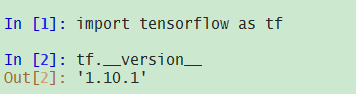 In [1]: import tensorflow as tf
In [2]: tf.__version__
Out[2]: '1.10.1'